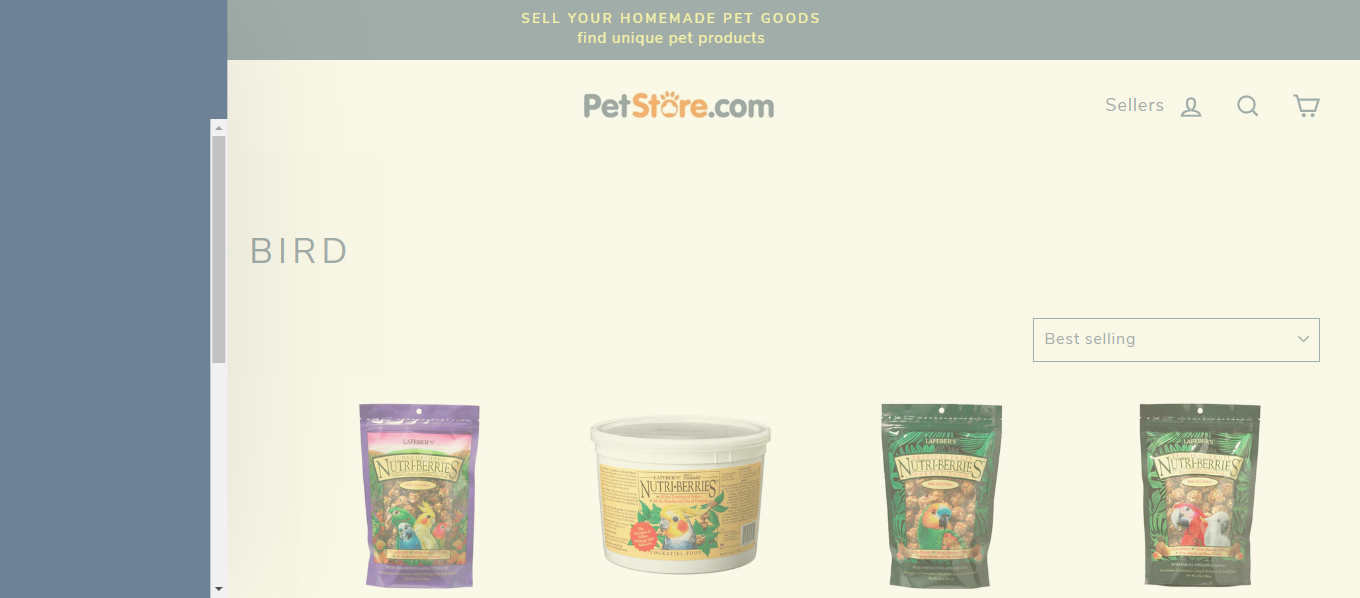 SELL YOUR HOMEMADE PET GOODS
find unique pet products
PetStore.com
Sellers
BIRD
Best selling
LAFEBER'S
NUTRI-BERRIES
LAFEBER'S Classic
NUTRI-BERRIES
COCKATIEL FOOD
LAFEBER'S
NUTRI-BERRIES
LAFEBER'S
NUTRI-BERRIES